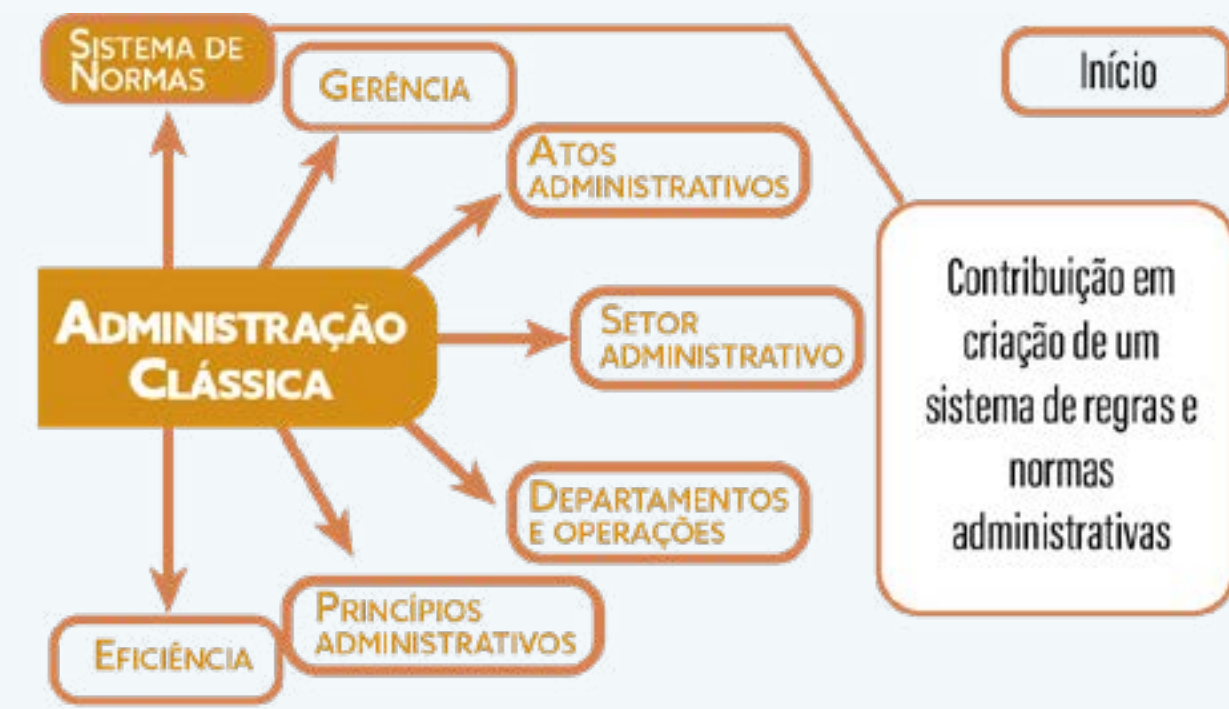 SISTEMA DE
NORMAS
GERÊNCIA
Início
ATOS
ADMINISTRATIVOS
ADMINISTRAÇÃO
CLÁSSICA
SETOR
ADMINISTRATIVO
Contribuição em
criação de um
sistema de regras e
normas
administrativas
DEPARTAMENTOS
E OPERAÇÕES
PRINCÍPIOS
ADMINISTRATIVOS
EFICIÊNCIA